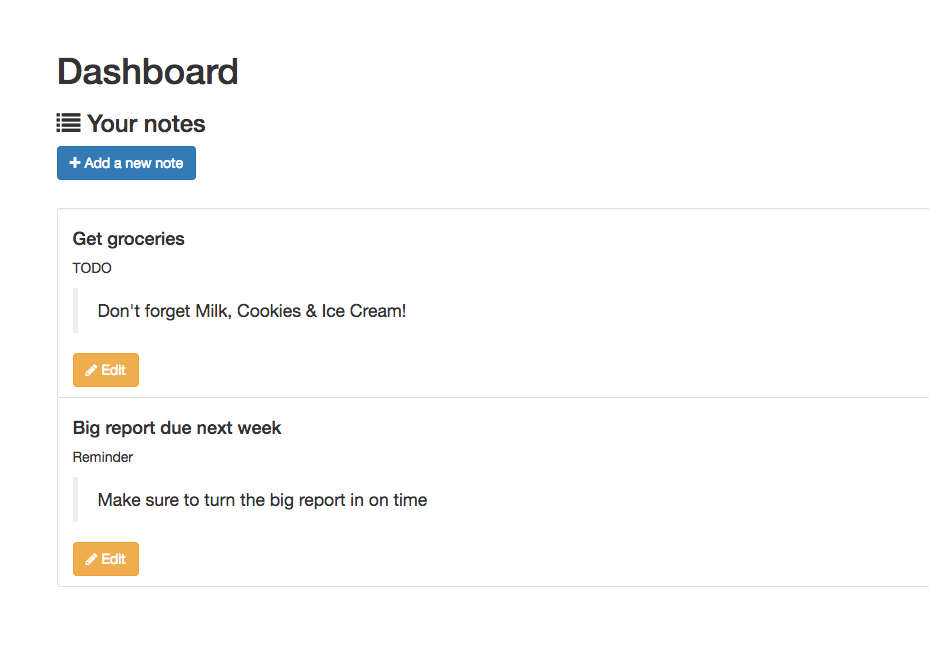 Dashboard
Your notes
+ Add a new note
Get groceries
TODO
Don't forget Milk, Cookies & Ice Cream!
Edit
Big report due next week
Reminder
Make sure to turn the big report in on time
Edit